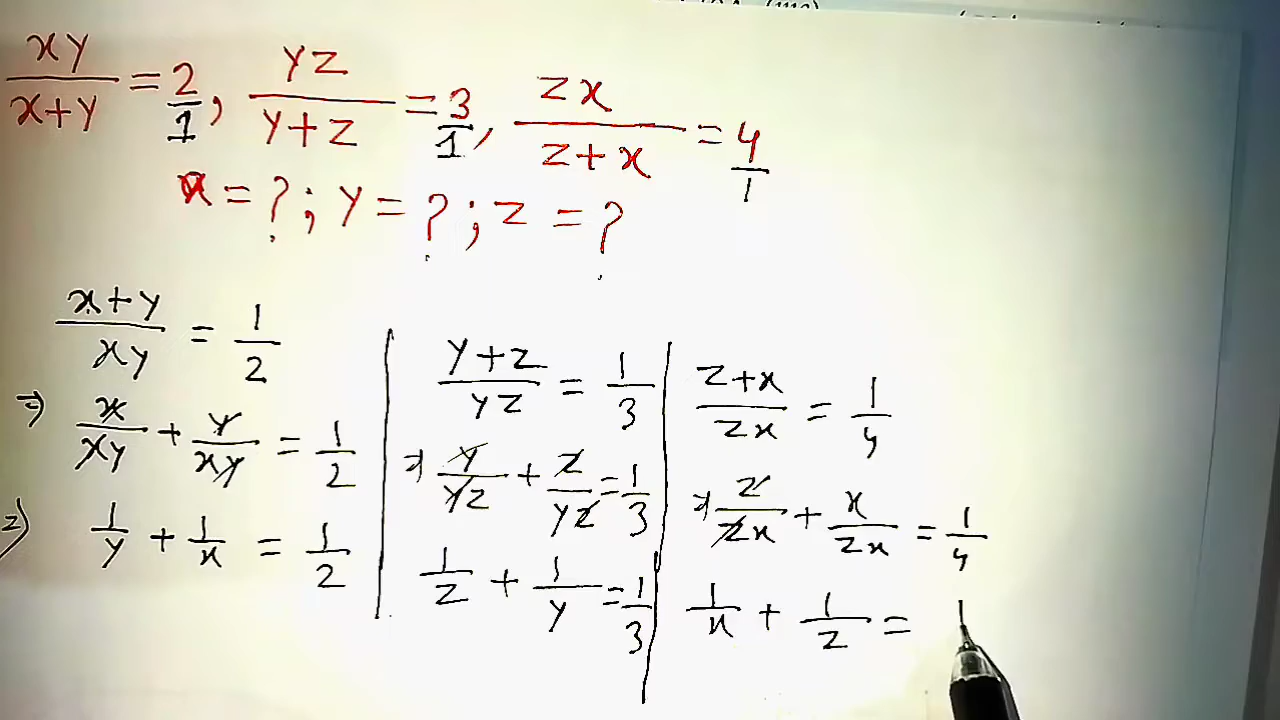 xy/(x+y) = 2/1, yz/(y+z) = 3/1, zx/(z+x) = 4/1
x = ? ; y = ? ; z = ?
(x+y)/xy = 1/2
=> x/xy + y/xy = 1/2
=> 1/y + 1/x = 1/2
(y+z)/yz = 1/3
=> y/yz + z/yz = 1/3
1/z + 1/y = 1/3
(z+x)/zx = 1/4
=> z/zx + x/zx = 1/4
1/x + 1/z = 1